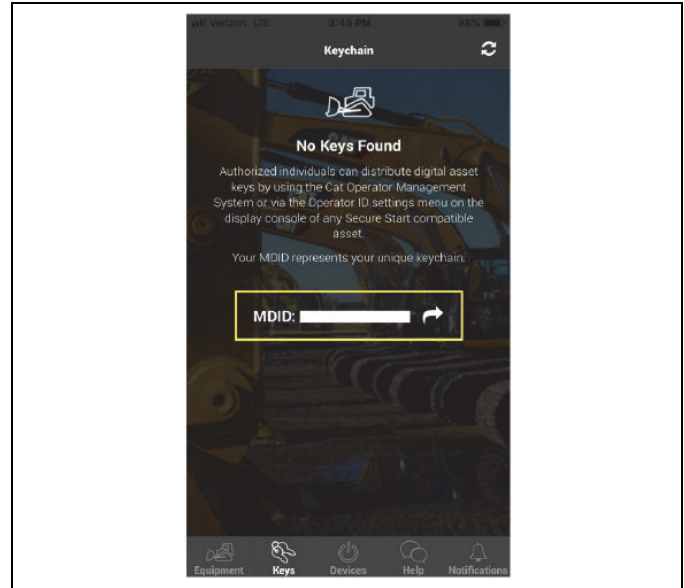 Verizon LTE 3:45 PM 88%
Keychain
No Keys Found
Authorized individuals can distribute digital asset
keys by using the Cat Operator Management
System or via the Operator ID settings menu on the
display console of any Secure Start compatible
asset.
Your MDID represents your unique keychain.
MDID:
Equipment Keys Devices Help Notifications